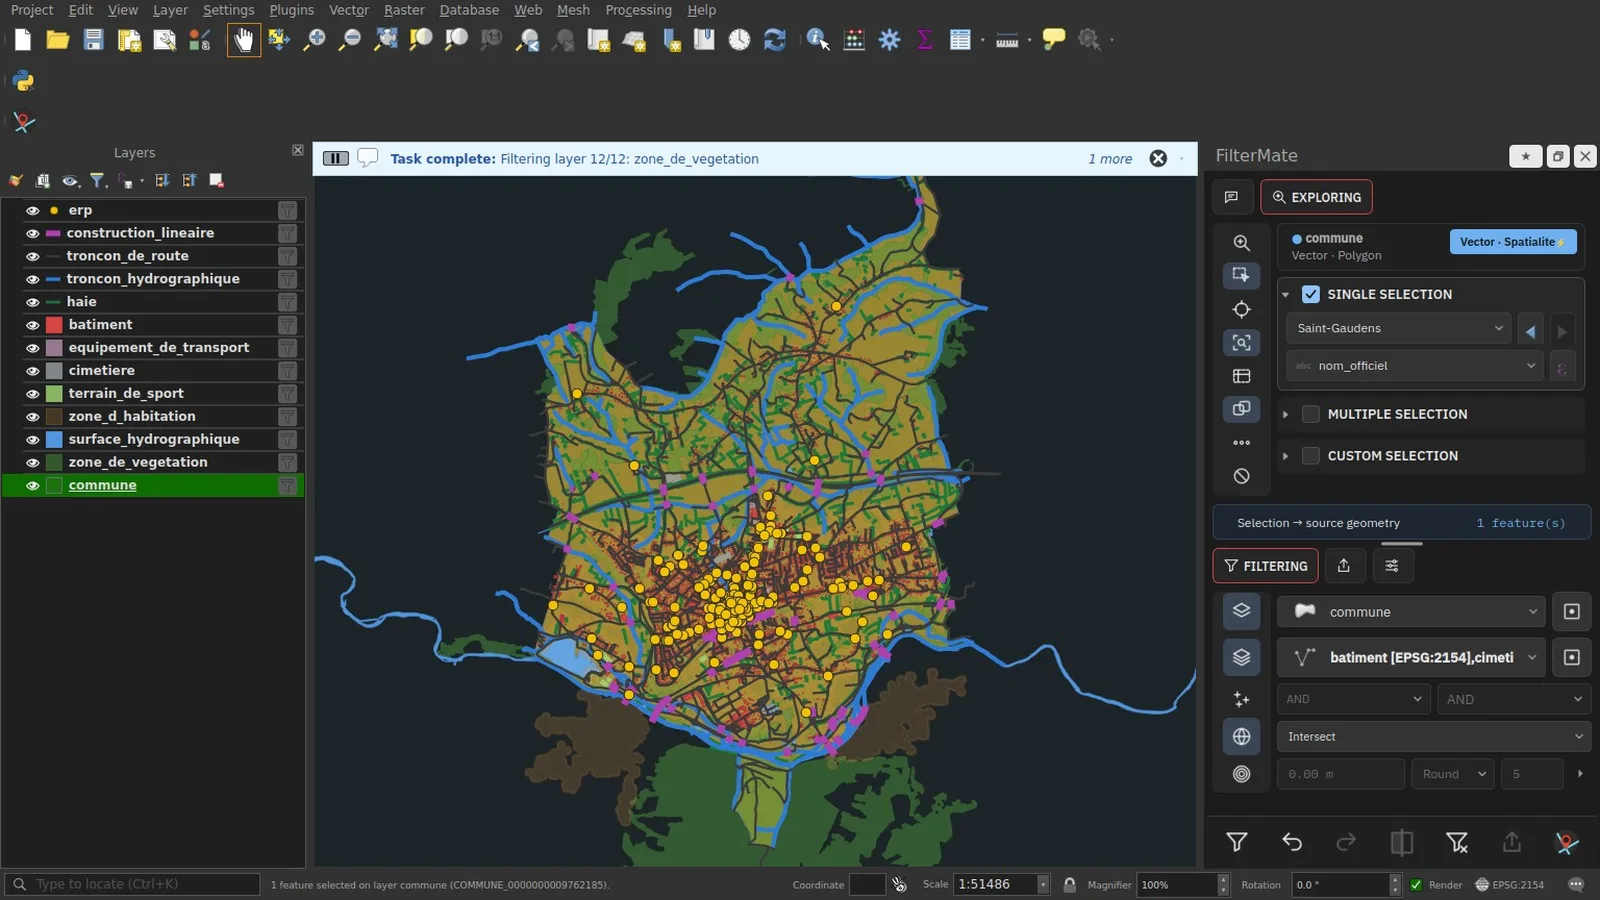 Project Edit View Layer Settings Plugins Vector Raster Database Web Mesh Processing Help
Layers
Task complete: Filtering layer 12/12: zone_de_vegetation
1 more
FilterMate
EXPLORING
erp
construction_lineaire
troncon_de_route
troncon_hydrographique
haie
batiment
equipement_de_transport
cimetiere
terrain_de_sport
zone_d_habitation
surface_hydrographique
zone_de_vegetation
commune
commune
Vector · Polygon
Vector · Spatialite
SINGLE SELECTION
Saint-Gaudens
abc nom_officiel
MULTIPLE SELECTION
CUSTOM SELECTION
Selection → source geometry 1 feature(s)
FILTERING
commune
batiment [EPSG:2154],cimeti
AND AND
Intersect
0.00 m Round 5
Type to locate (Ctrl+K)
1 feature selected on layer commune (COMMUNE_0000000009762185).
Coordinate
Scale 1:51486
Magnifier 100%
Rotation 0.0 °
Render
EPSG:2154